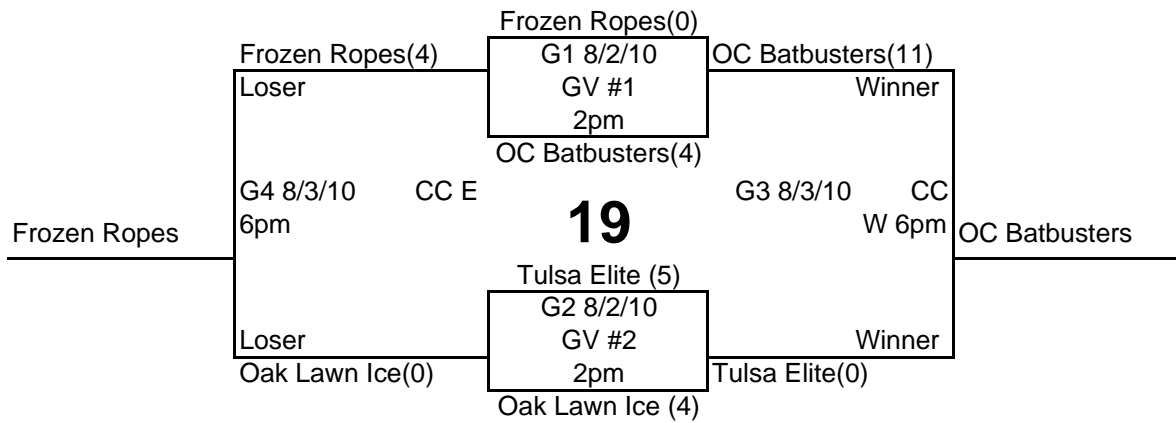 Frozen Ropes(0)
Frozen Ropes(4)
G1 8/2/10
OC Batbusters(11)
Loser
GV #1
Winner
2pm
OC Batbusters(4)
G4 8/3/10 CC E
G3 8/3/10 CC
6pm
19
W 6pm
Frozen Ropes
OC Batbusters
Tulsa Elite (5)
G2 8/2/10
Loser
GV #2
Winner
Oak Lawn Ice(0)
2pm
Tulsa Elite(0)
Oak Lawn Ice (4)